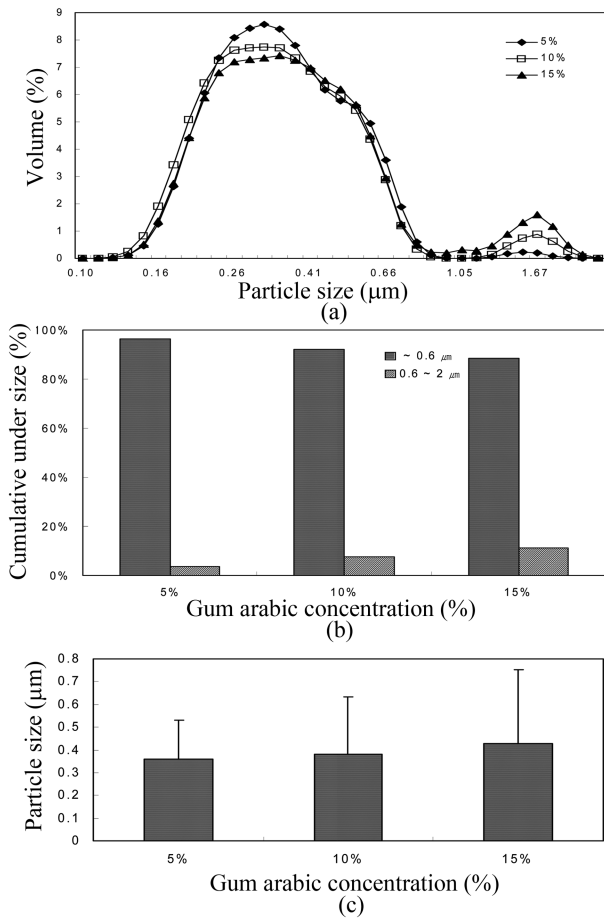 9
8
7
6
5
4
3
2
1
0
Volume (%)
5%
10%
15%
0.10 0.16 0.26 0.41 0.66 1.05 1.67
Particle size (μm)
(a)
100%
80%
60%
40%
20%
0%
Cumulative under size (%)
~ 0.6 ㎛
0.6 ~ 2 ㎛
5% 10% 15%
Gum arabic concentration (%)
(b)
0.8
0.7
0.6
0.5
0.4
0.3
0.2
0.1
0
Particle size (μm)
5% 10% 15%
Gum arabic concentration (%)
(c)